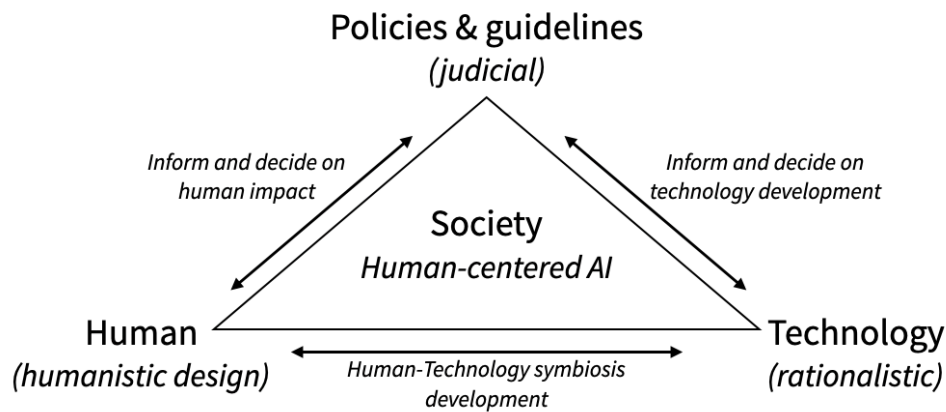 Policies & guidelines
(judicial)
Inform and decide on
human impact
Inform and decide on
technology development
Society
Human-centered AI
Human
(humanistic design)
Human-Technology symbiosis
development
Technology
(rationalistic)